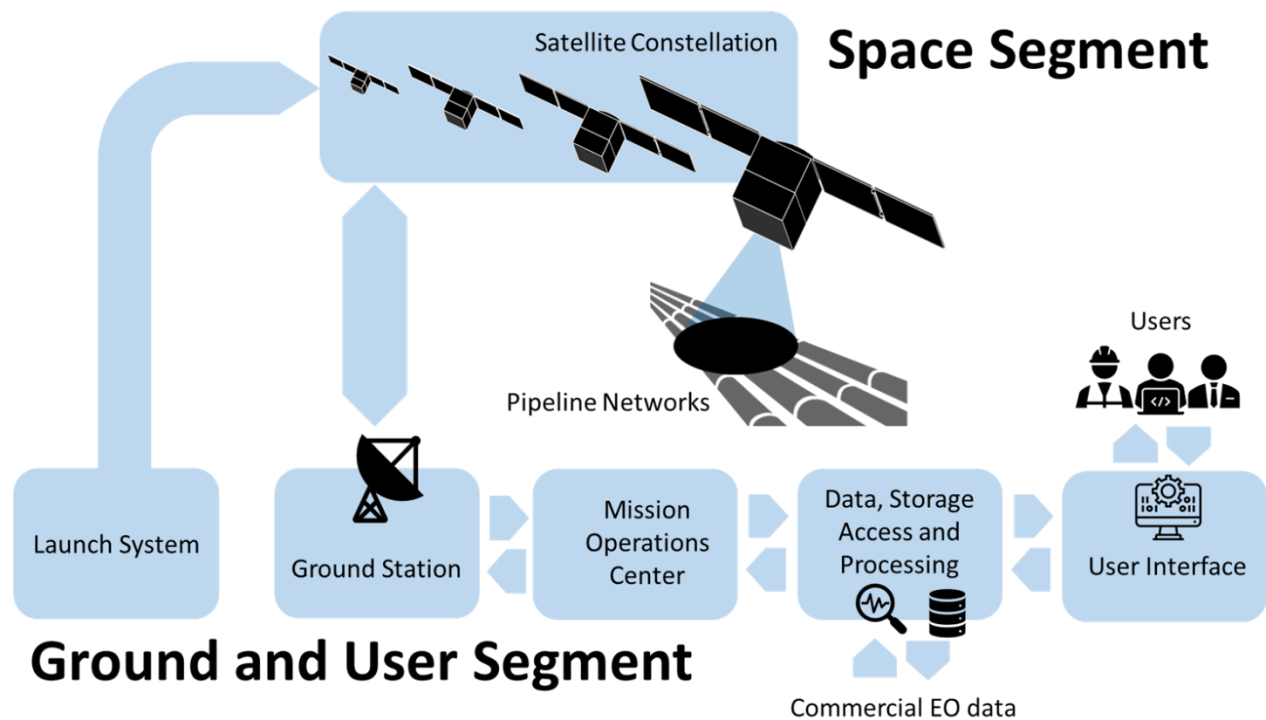 Satellite Constellation
Space Segment
Pipeline Networks
Users
Launch System
Ground Station
Mission
Operations
Center
Data, Storage
Access and
Processing
User Interface
Ground and User Segment
Commercial EO data